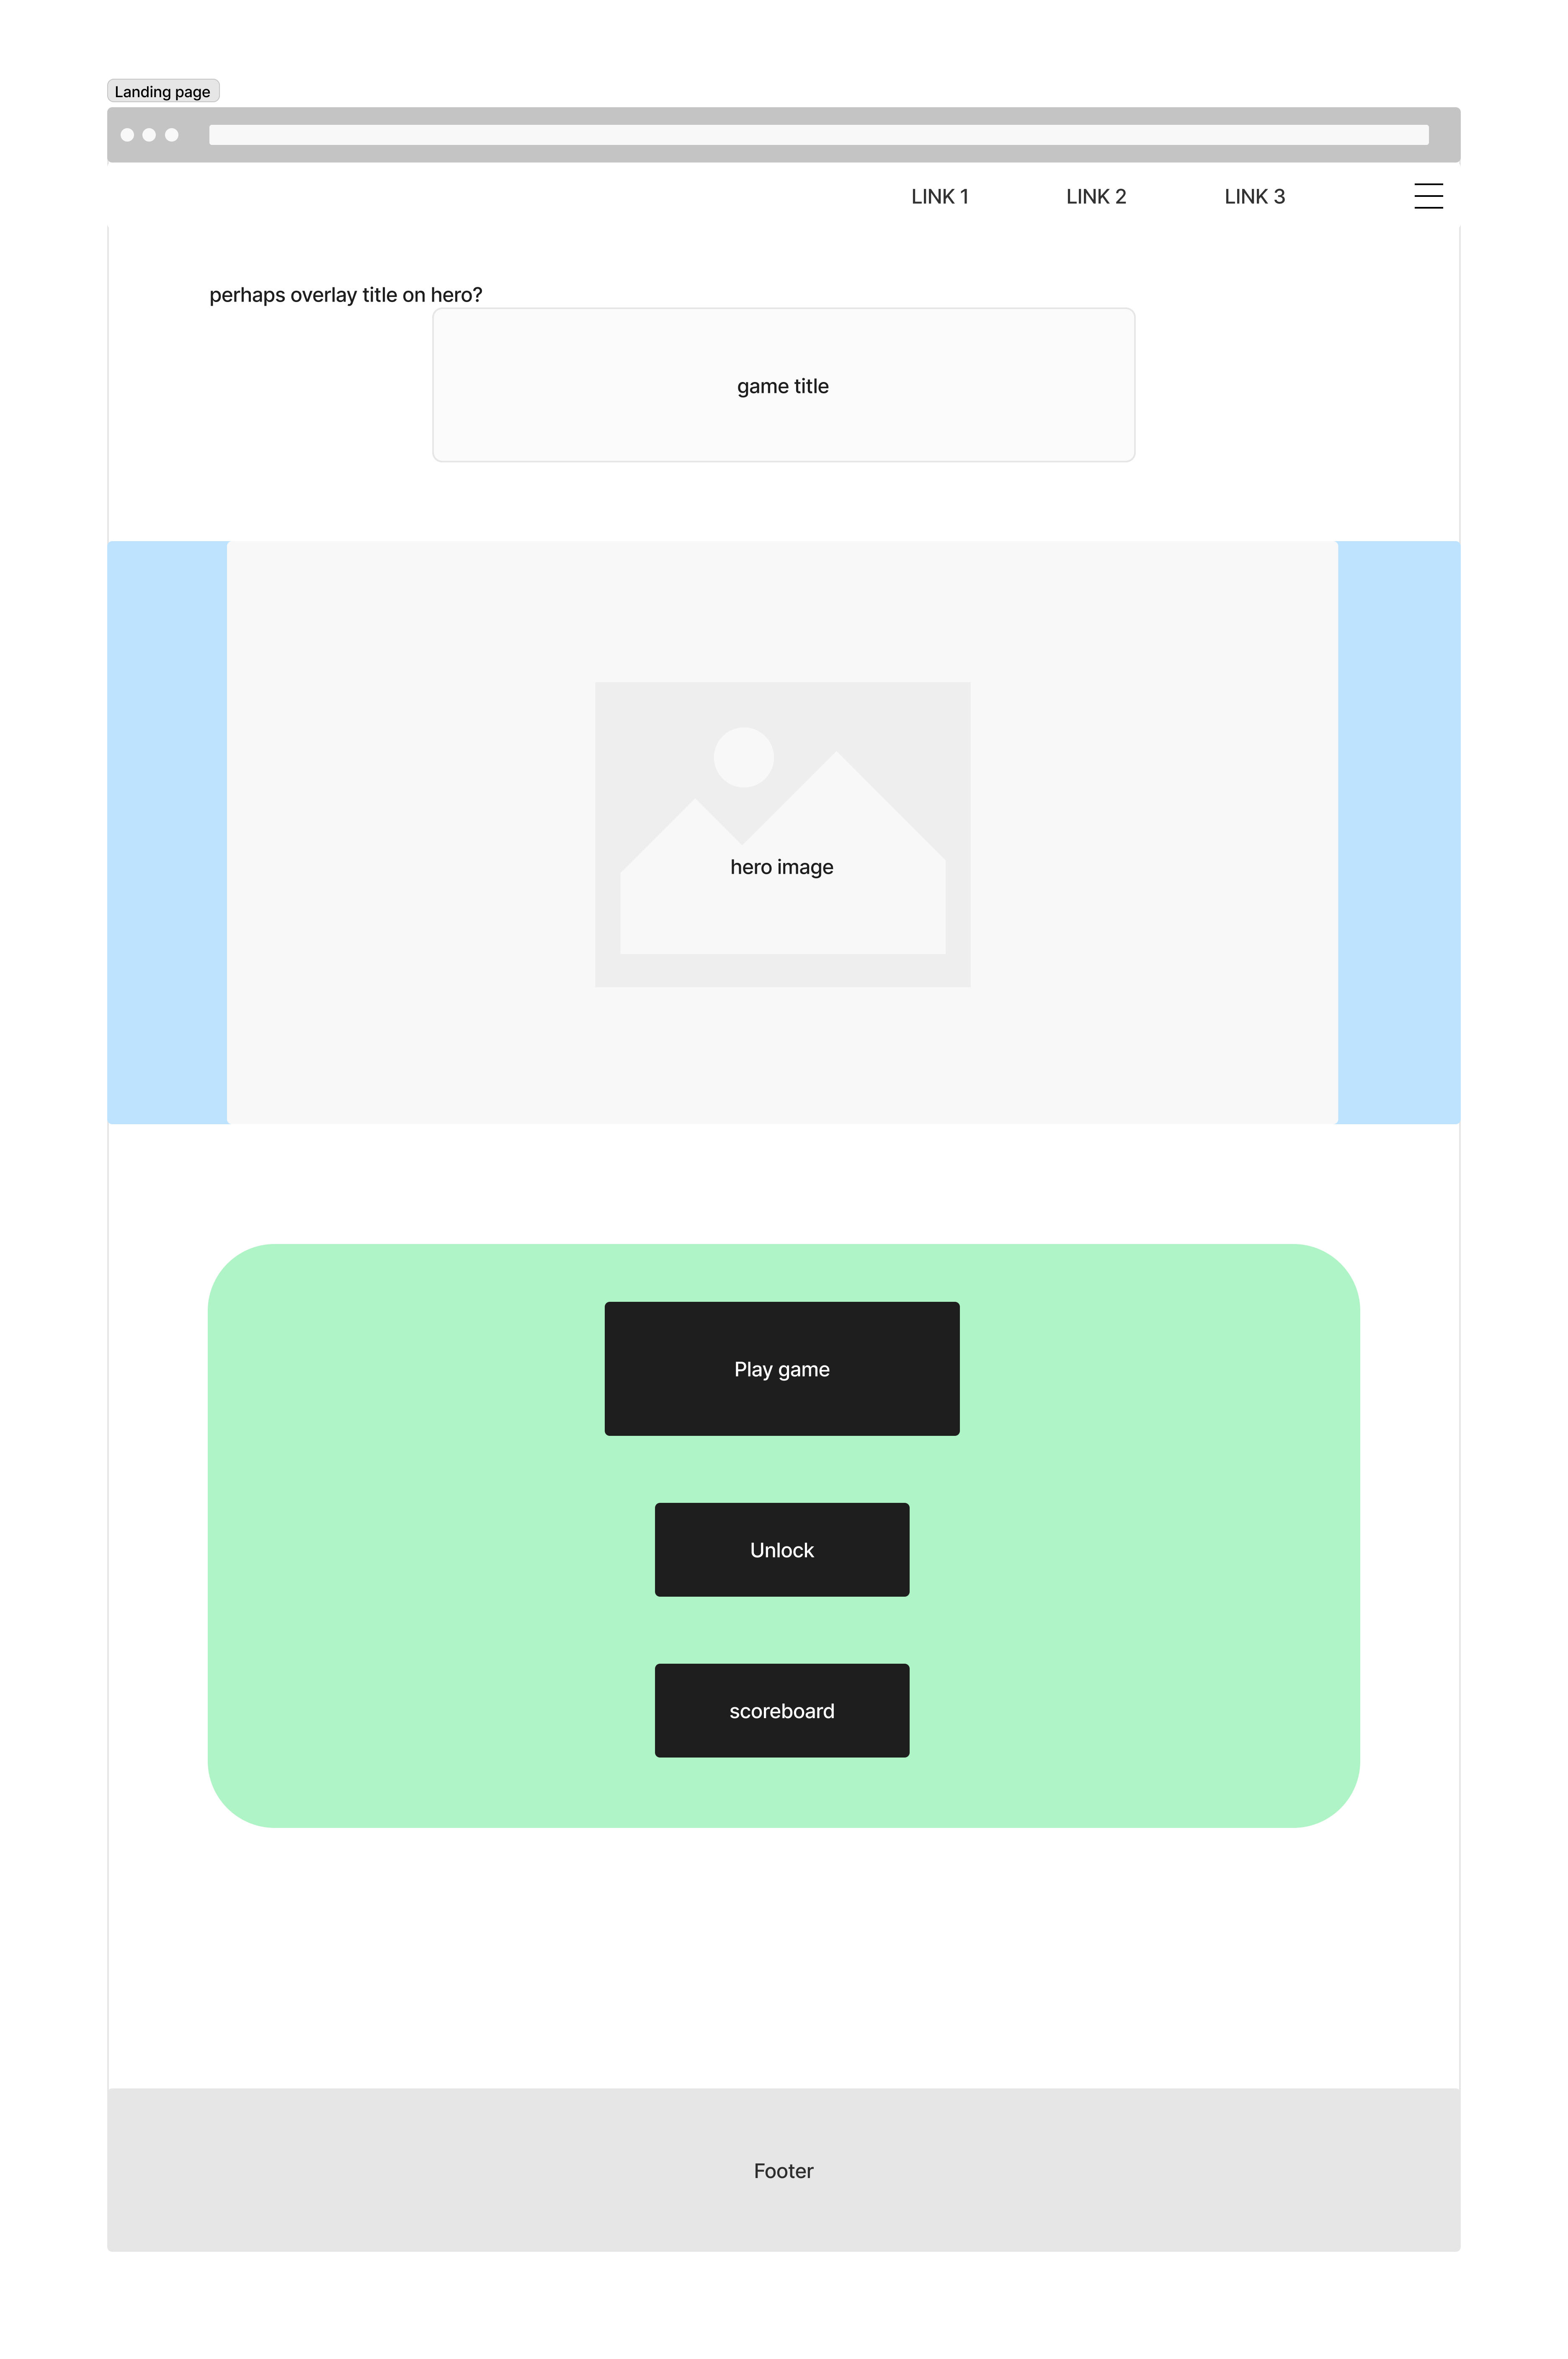 Landing page
LINK 1 LINK 2 LINK 3
perhaps overlay title on hero?
game title
hero image
Play game
Unlock
scoreboard
Footer